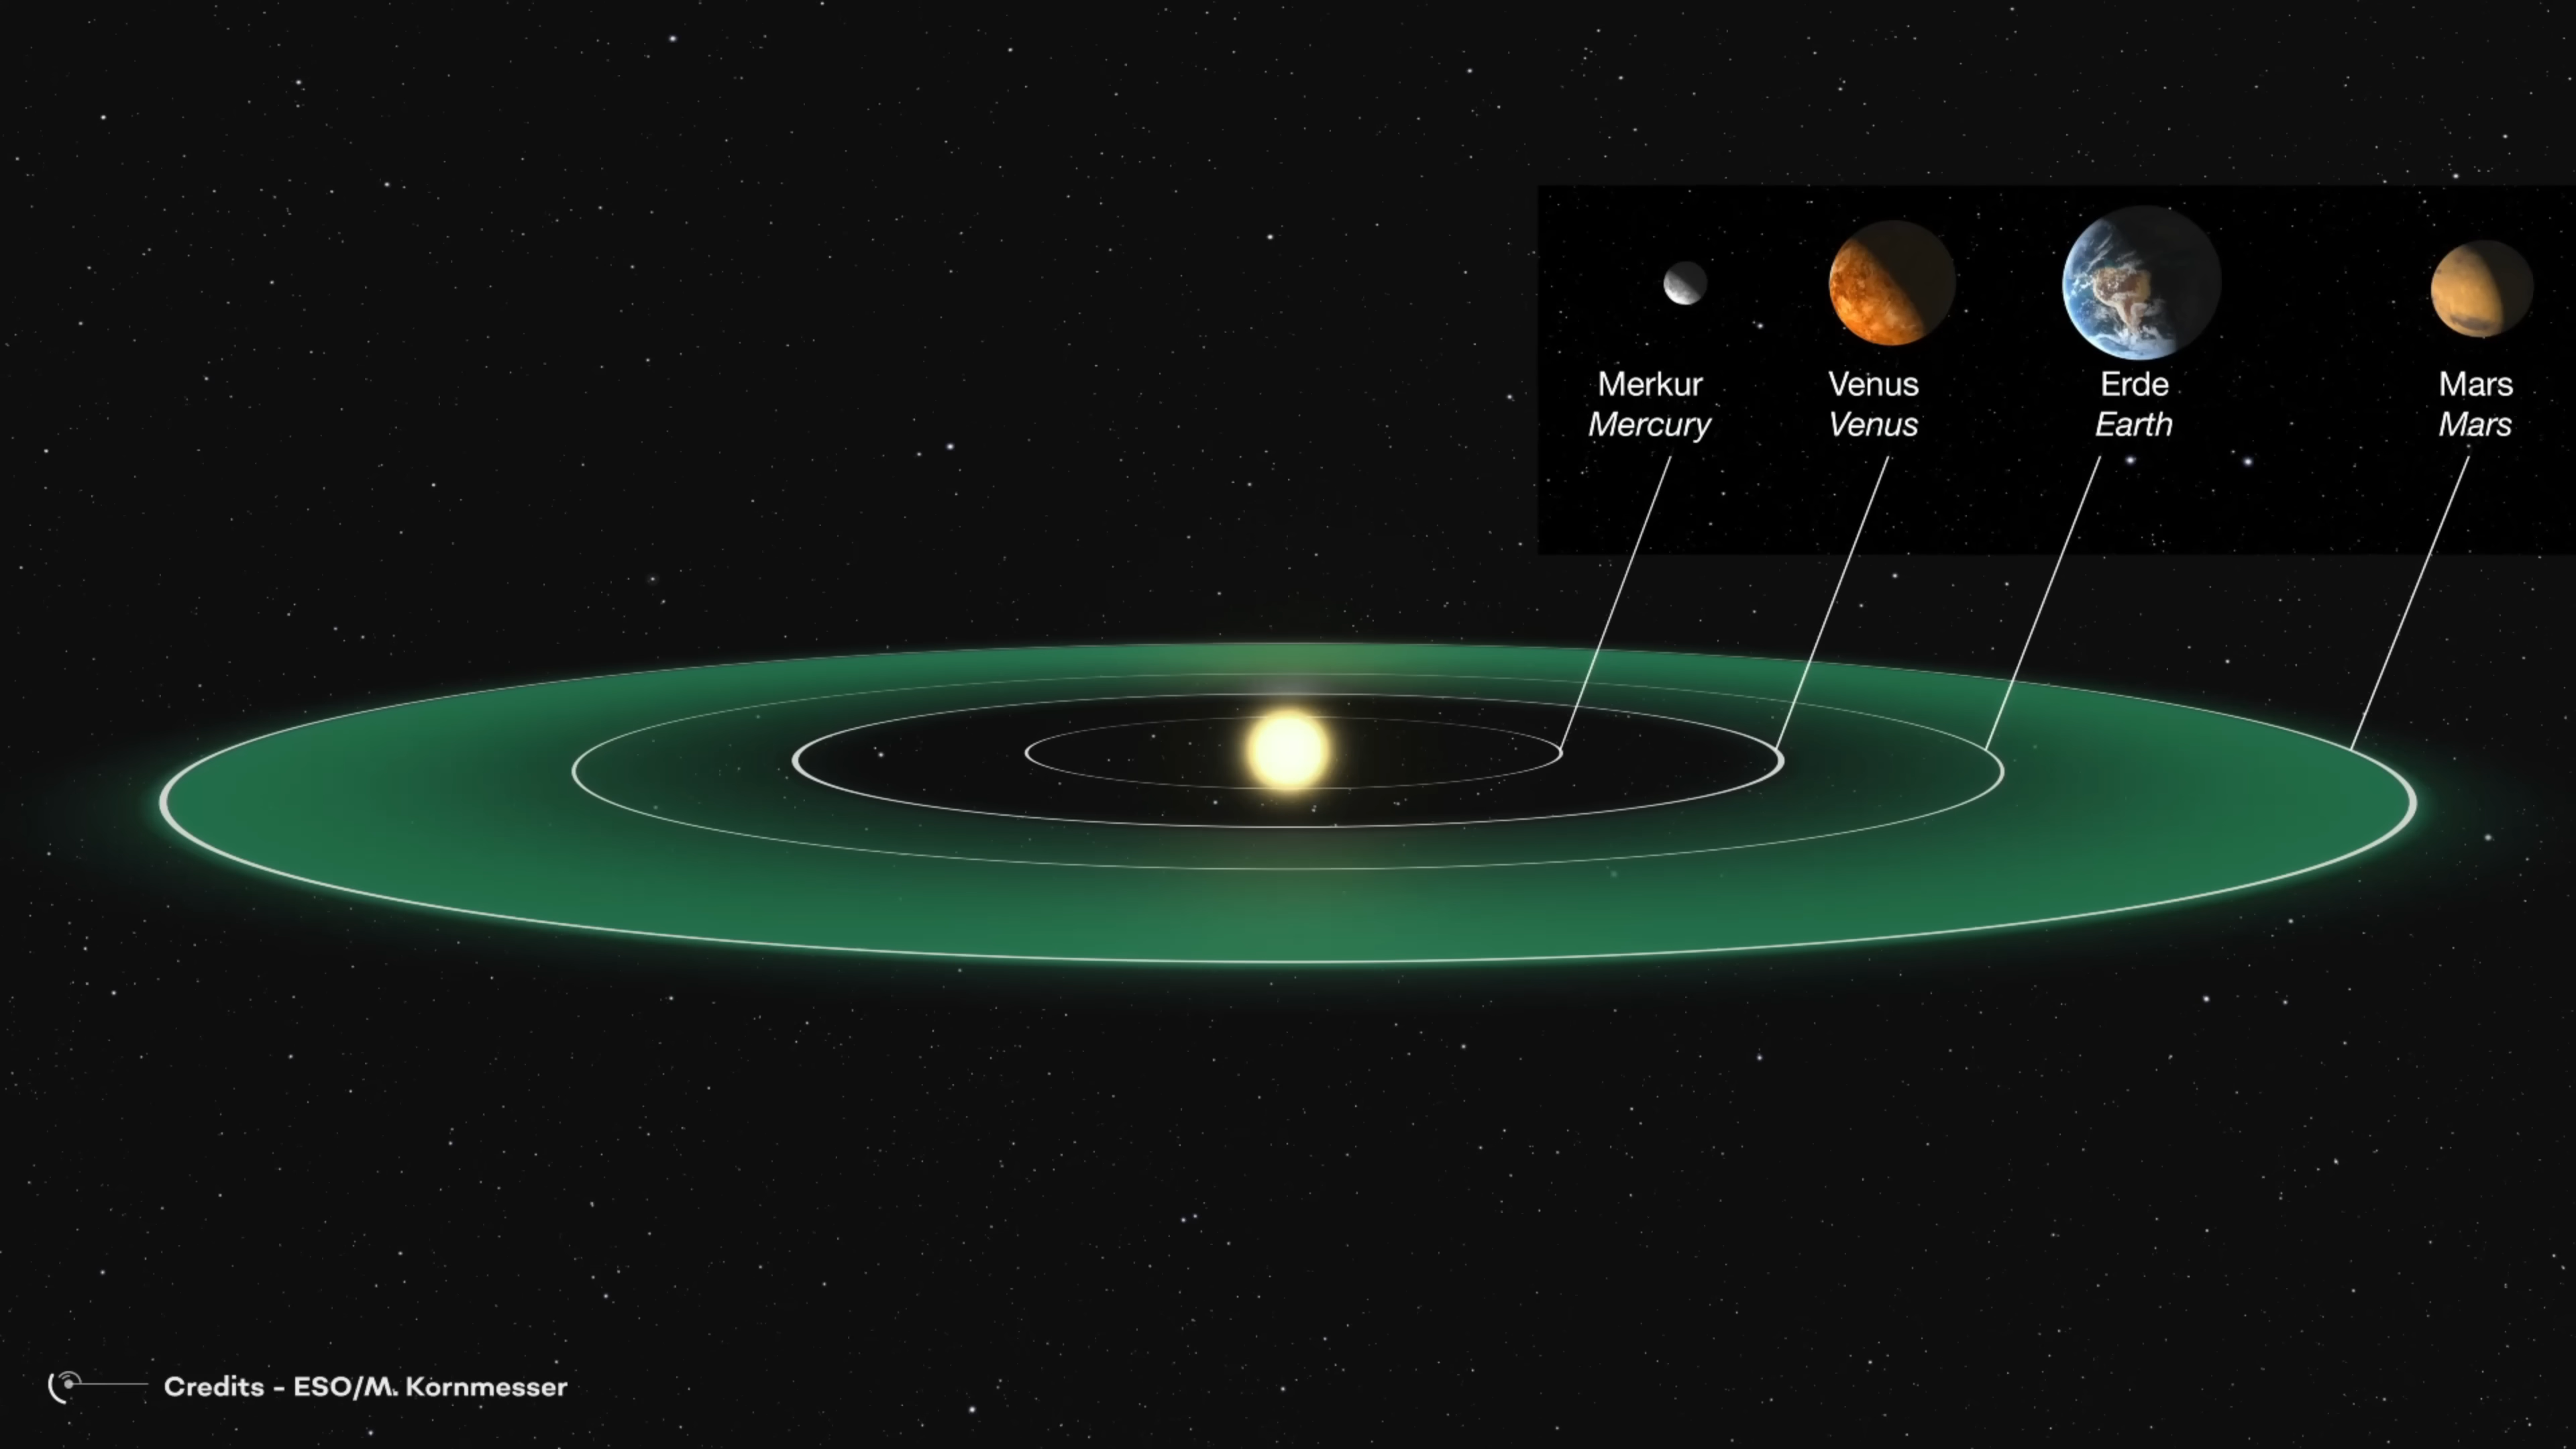 Merkur
Mercury
Venus
Venus
Erde
Earth
Mars
Mars
Credits - ESO/M. Kornmesser